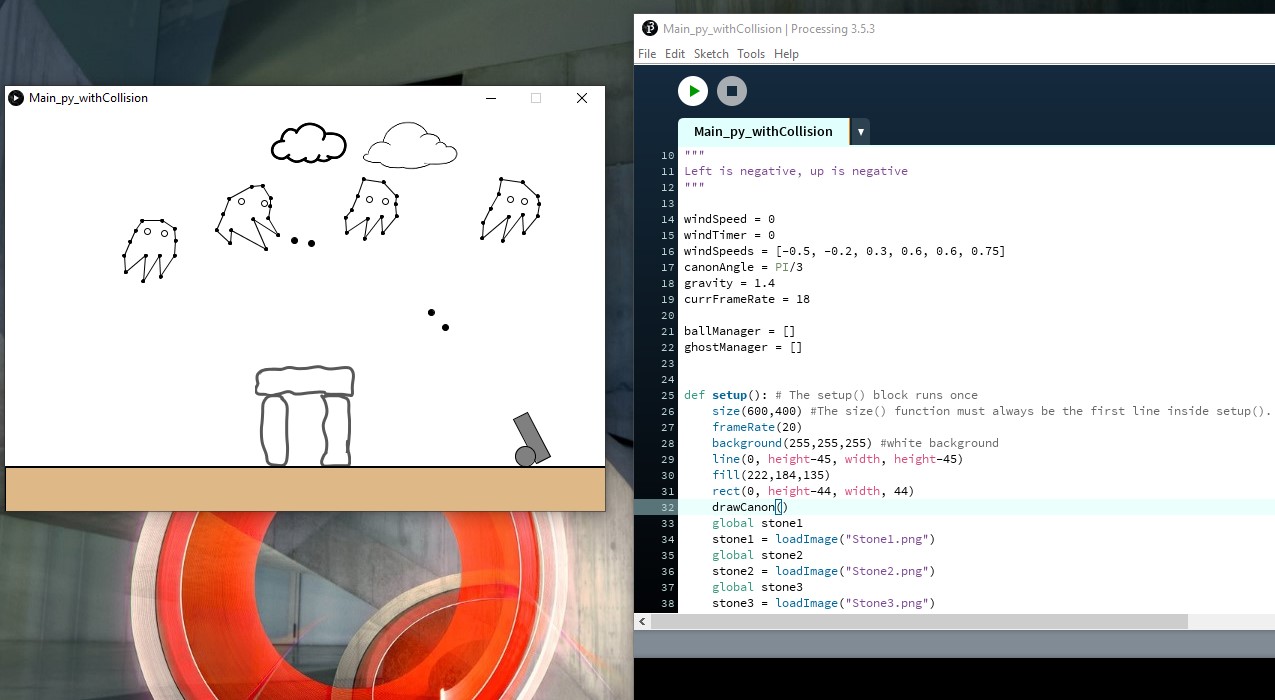 Main_py_withCollision
Main_py_withCollision | Processing 3.5.3
File Edit Sketch Tools Help
Main_py_withCollision ▼
10 """
11 Left is negative, up is negative
12 """
13
14 windSpeed = 0
15 windTimer = 0
16 windSpeeds = [-0.5, -0.2, 0.3, 0.6, 0.6, 0.75]
17 canonAngle = PI/3
18 gravity = 1.4
19 currFrameRate = 18
20
21 ballManager = []
22 ghostManager = []
23
24
25 def setup(): # The setup() block runs once
26     size(600,400) #The size() function must always be the first line inside setup().
27     frameRate(20)
28     background(255,255,255) #white background
29     line(0, height-45, width, height-45)
30     fill(222,184,135)
31     rect(0, height-44, width, 44)
32     drawCanon()
33     global stone1
34     stone1 = loadImage("Stone1.png")
35     global stone2
36     stone2 = loadImage("Stone2.png")
37     global stone3
38     stone3 = loadImage("Stone3.png")